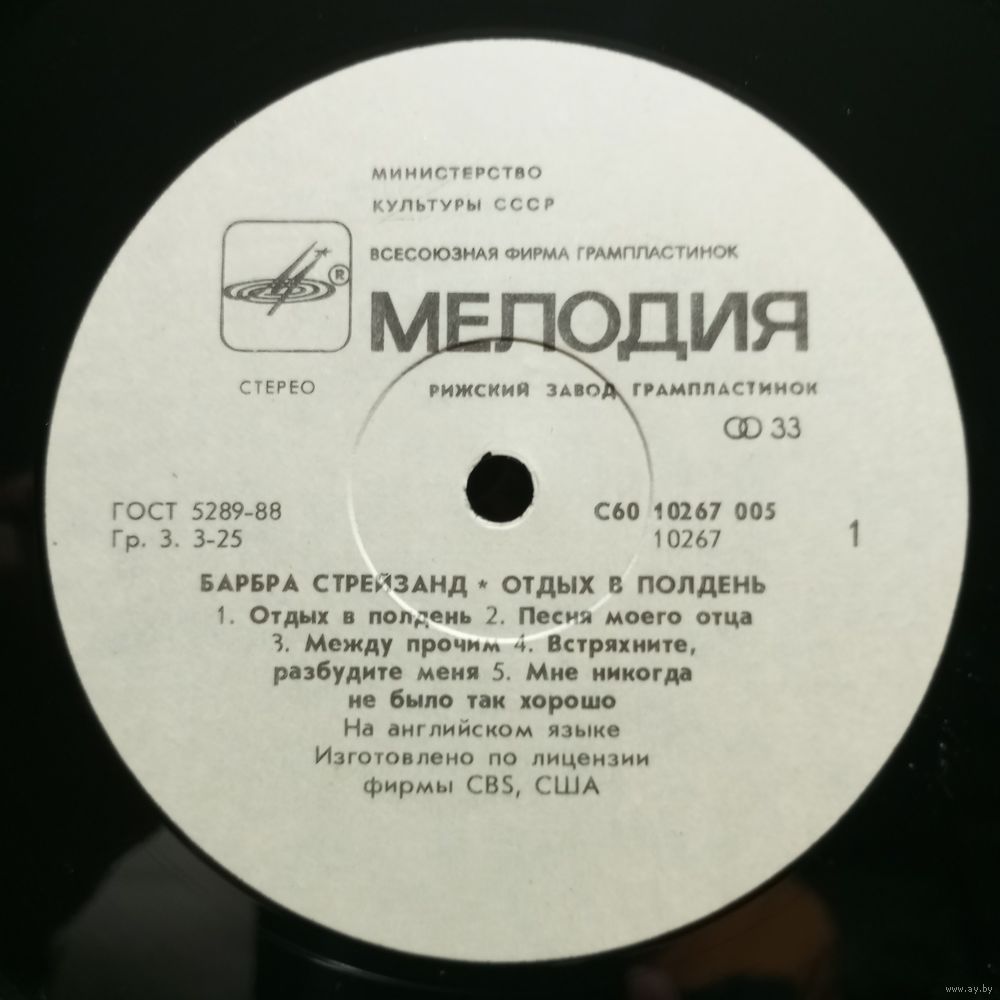 МИНИСТЕРСТВО
КУЛЬТУРЫ СССР
ВСЕСОЮЗНАЯ ФИРМА ГРАМПЛАСТИНОК
®
МЕЛОДИЯ
СТЕРЕО
РИЖСКИЙ ЗАВОД ГРАМПЛАСТИНОК
33
ГОСТ 5289-88
Гр. 3. 3-25
С60 10267 005
10267
1
БАРБРА СТРЕЙЗАНД * ОТДЫХ В ПОЛДЕНЬ
1. Отдых в полдень 2. Песня моего отца
3. Между прочим 4. Встряхните,
разбудите меня 5. Мне никогда
не было так хорошо
На английском языке
Изготовлено по лицензии
фирмы CBS, США
www.ay.by